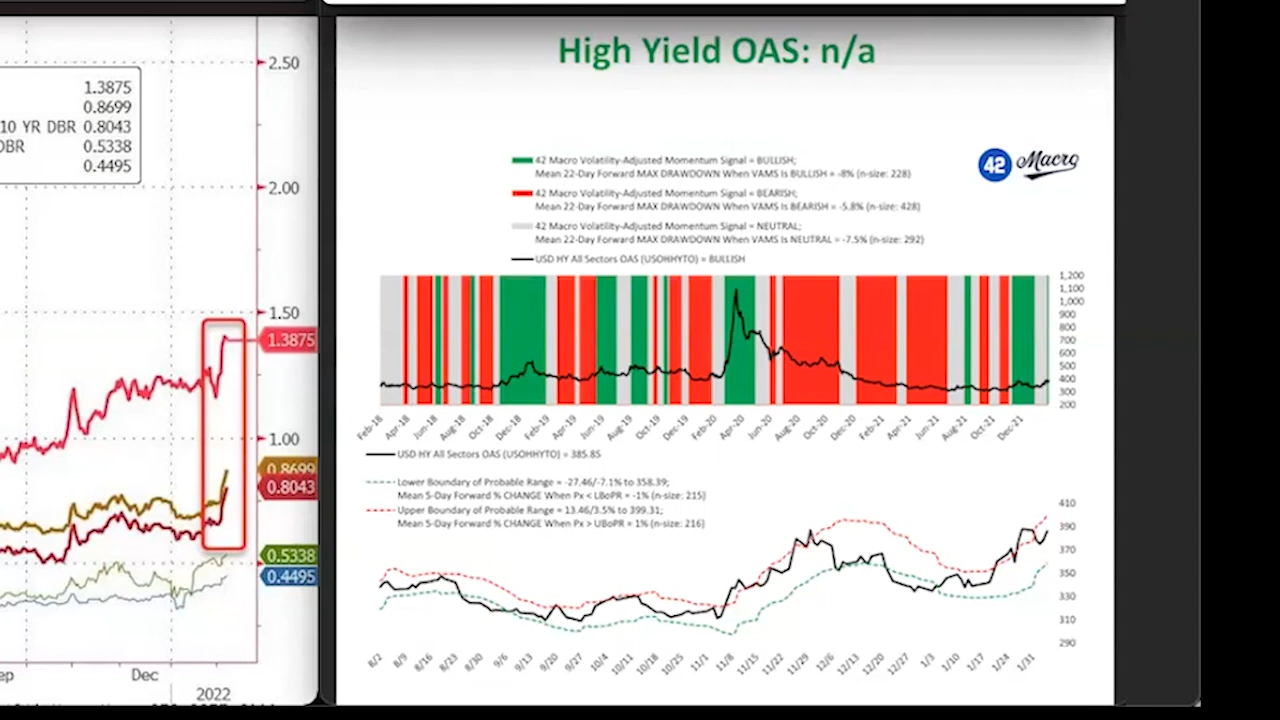 2.50
2.00
1.50
1.00
1.3875
0.8699
10 YR DBR 0.8043
DBR 0.5338
0.4495
1.3875
0.8699
0.8043
0.5338
0.4495
Dec
2022
High Yield OAS: n/a
42 Macro
42 Macro Volatility-Adjusted Momentum Signal = BULLISH;
Mean 22-Day Forward MAX DRAWDOWN When VAMS Is BULLISH = -8% (n-size: 228)
42 Macro Volatility-Adjusted Momentum Signal = BEARISH;
Mean 22-Day Forward MAX DRAWDOWN When VAMS Is BEARISH = -5.8% (n-size: 428)
42 Macro Volatility-Adjusted Momentum Signal = NEUTRAL;
Mean 22-Day Forward MAX DRAWDOWN When VAMS Is NEUTRAL = -7.5% (n-size: 292)
USD HY All Sectors OAS (USOHHYTO) = BULLISH
1,200
1,100
1,000
900
800
700
600
500
400
300
200
Feb-18 Apr-18 Jun-18 Aug-18 Oct-18 Dec-18 Feb-19 Apr-19 Jun-19 Aug-19 Oct-19 Dec-19 Feb-20 Apr-20 Jun-20 Aug-20 Oct-20 Dec-20 Feb-21 Apr-21 Jun-21 Aug-21 Oct-21 Dec-21
USD HY All Sectors OAS (USOHHYTO) = 385.85
Lower Boundary of Probable Range = -27.46/-7.1% to 358.39;
Mean 5-Day Forward % CHANGE When Px < LBoPR = -1% (n-size: 215)
Upper Boundary of Probable Range = 13.46/3.5% to 399.31;
Mean 5-Day Forward % CHANGE When Px > UBoPR = 1% (n-size: 216)
410
390
370
350
330
310
290
8/2 8/9 8/16 8/23 8/30 9/6 9/13 9/20 9/27 10/4 10/11 10/18 10/25 11/1 11/8 11/15 11/22 11/29 12/6 12/13 12/20 12/27 1/3 1/10 1/17 1/24 1/31